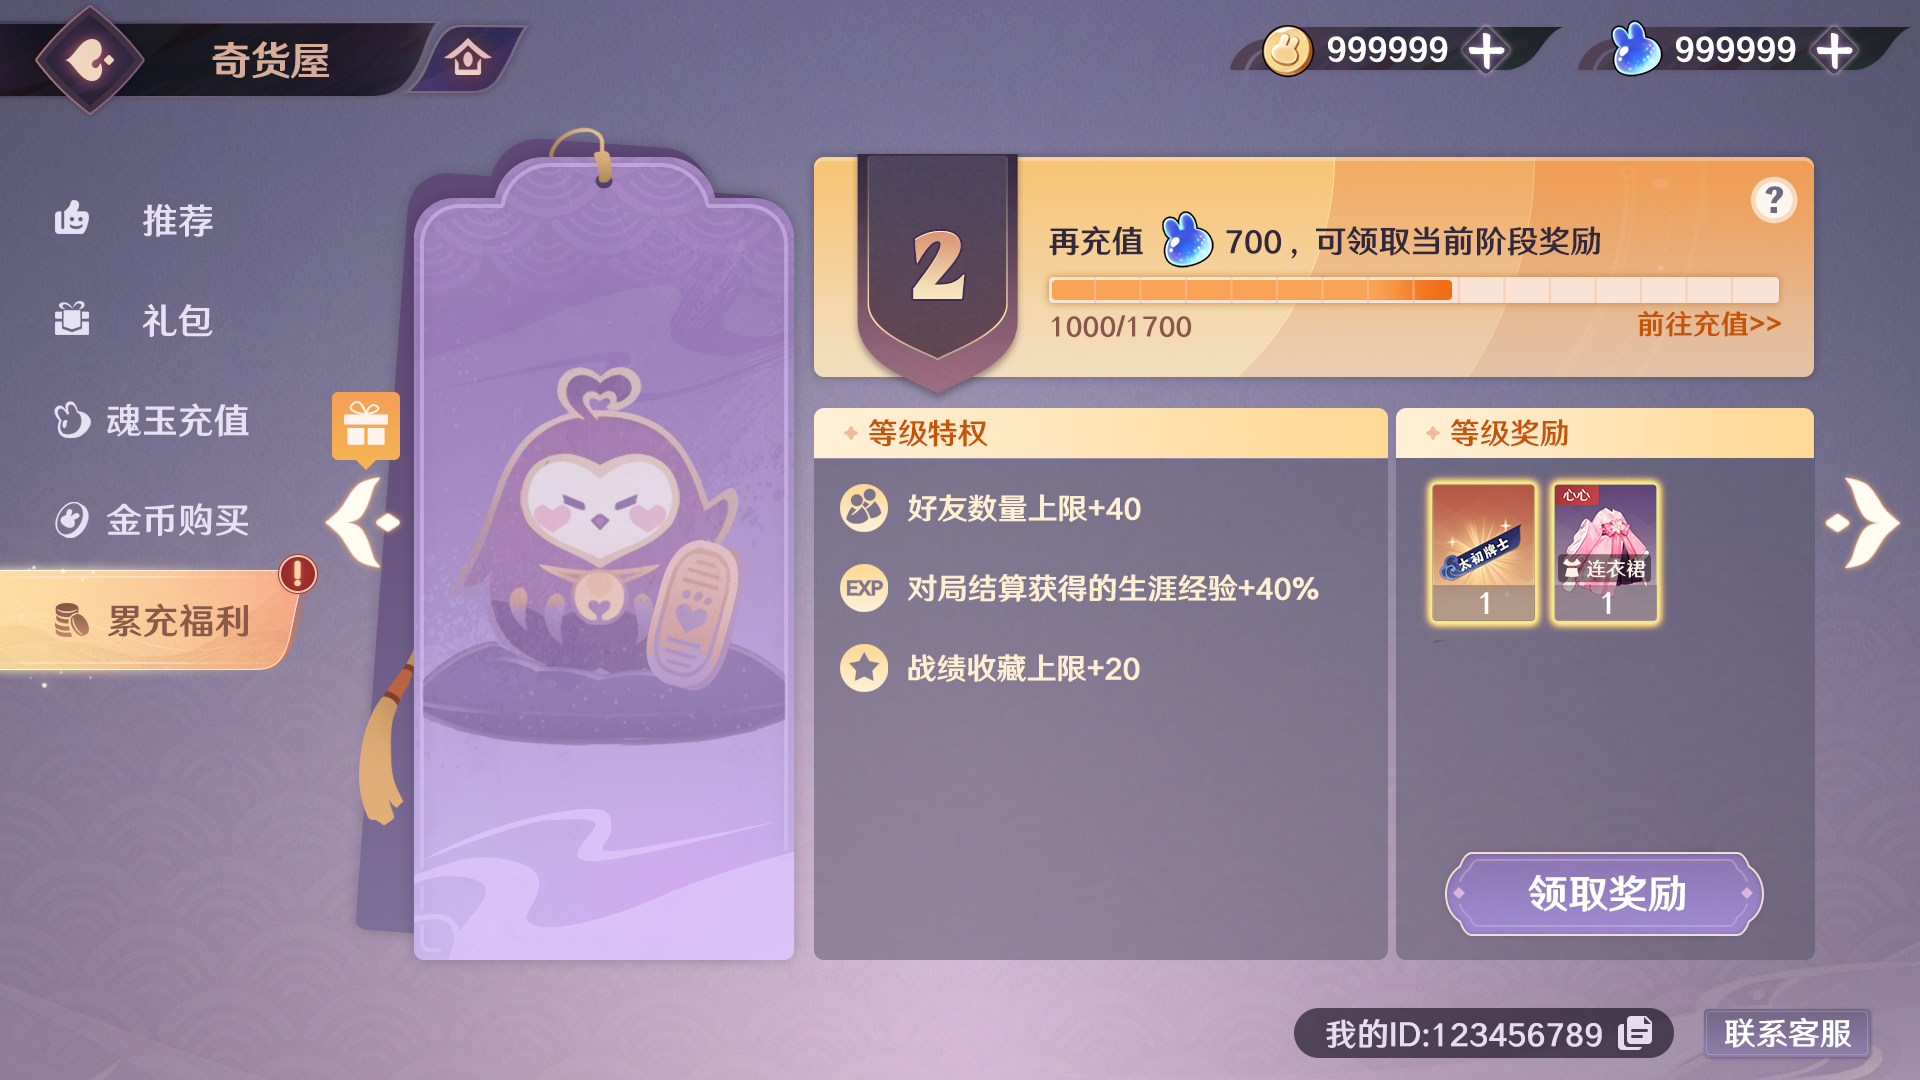 奇货屋
999999
999999
推荐
礼包
魂玉充值
金币购买
累充福利
2
再充值 700，可领取当前阶段奖励
?
1000/1700
前往充值>>
等级特权
好友数量上限+40
EXP
对局结算获得的生涯经验+40%
战绩收藏上限+20
等级奖励
太初牌士
1
心心
连衣裙
1
领取奖励
我的ID:123456789
联系客服